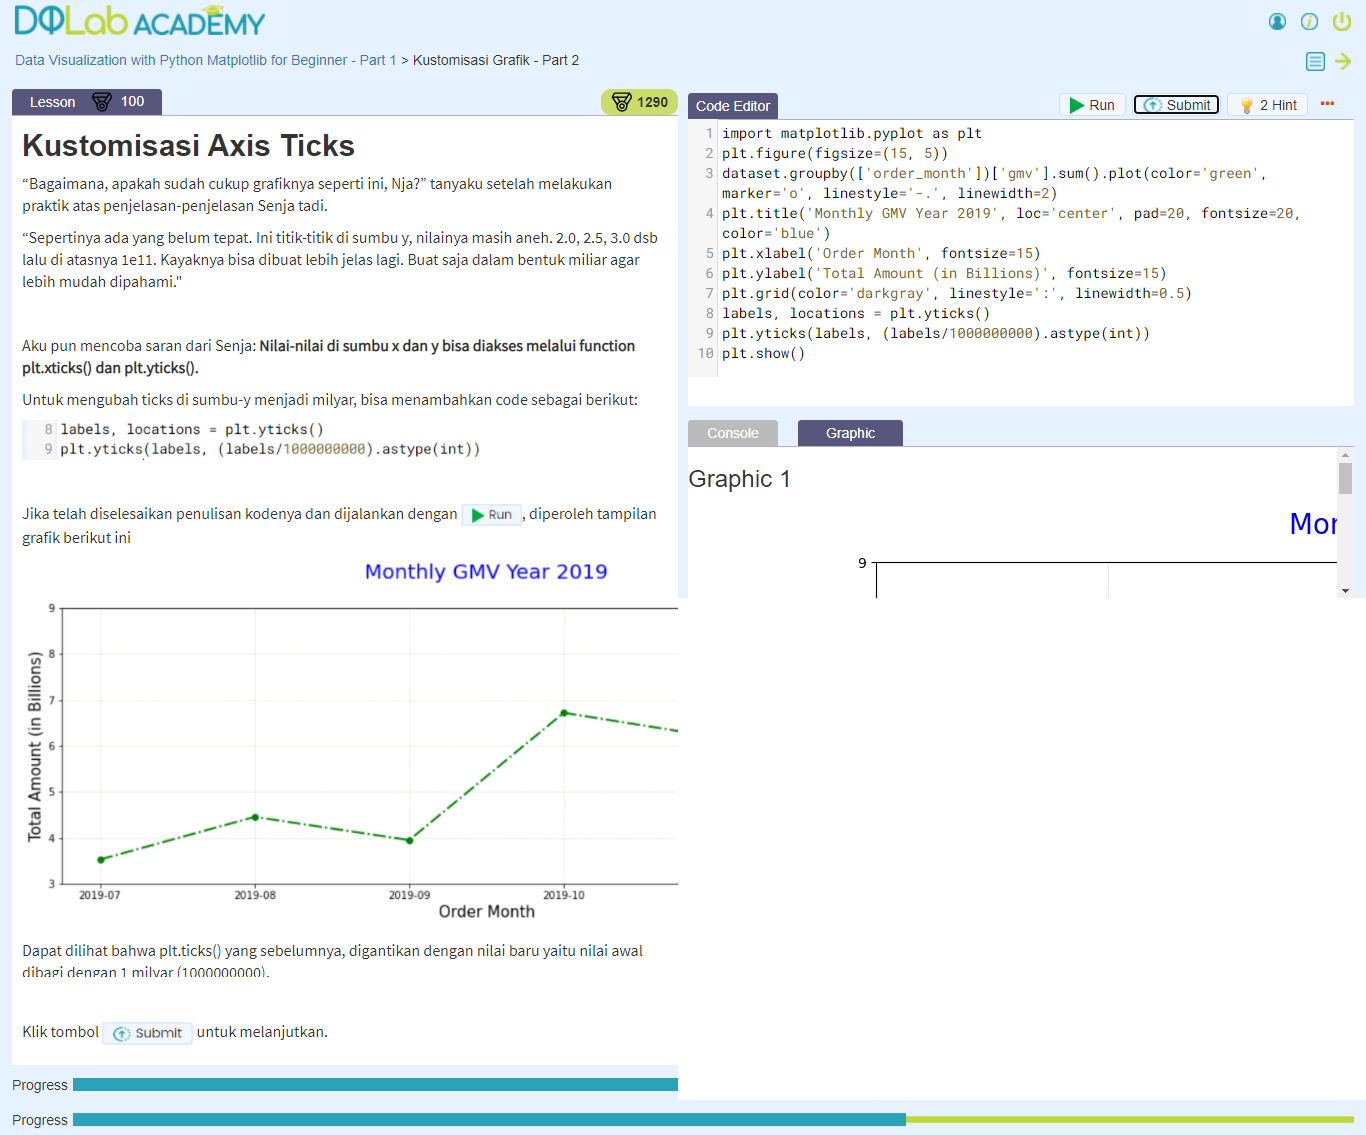 DQLab ACADEMY
Data Visualization with Python Matplotlib for Beginner - Part 1 > Kustomisasi Grafik - Part 2
Lesson 100
1290
Kustomisasi Axis Ticks
“Bagaimana, apakah sudah cukup grafiknya seperti ini, Nja?” tanyaku setelah melakukan
praktik atas penjelasan-penjelasan Senja tadi.
“Sepertinya ada yang belum tepat. Ini titik-titik di sumbu y, nilainya masih aneh. 2.0, 2.5, 3.0 dsb
lalu di atasnya 1e11. Kayaknya bisa dibuat lebih jelas lagi. Buat saja dalam bentuk miliar agar
lebih mudah dipahami."
Aku pun mencoba saran dari Senja: Nilai-nilai di sumbu x dan y bisa diakses melalui function
plt.xticks() dan plt.yticks().
Untuk mengubah ticks di sumbu-y menjadi milyar, bisa menambahkan code sebagai berikut:
8 labels, locations = plt.yticks()
9 plt.yticks(labels, (labels/1000000000).astype(int))
Jika telah diselesaikan penulisan kodenya dan dijalankan dengan Run , diperoleh tampilan
grafik berikut ini
Monthly GMV Year 2019
9
8
7
6
5
4
3
Total Amount (in Billions)
2019-07 2019-08 2019-09 2019-10
Order Month
Dapat dilihat bahwa plt.ticks() yang sebelumnya, digantikan dengan nilai baru yaitu nilai awal
dibagi dengan 1 milyar (1000000000).
Klik tombol Submit untuk melanjutkan.
Progress
Progress
Code Editor
Run Submit 2 Hint
1 import matplotlib.pyplot as plt
2 plt.figure(figsize=(15, 5))
3 dataset.groupby(['order_month'])['gmv'].sum().plot(color='green',
marker='o', linestyle='-.', linewidth=2)
4 plt.title('Monthly GMV Year 2019', loc='center', pad=20, fontsize=20,
color='blue')
5 plt.xlabel('Order Month', fontsize=15)
6 plt.ylabel('Total Amount (in Billions)', fontsize=15)
7 plt.grid(color='darkgray', linestyle=':', linewidth=0.5)
8 labels, locations = plt.yticks()
9 plt.yticks(labels, (labels/1000000000).astype(int))
10 plt.show()
Console Graphic
Graphic 1
Mor
9